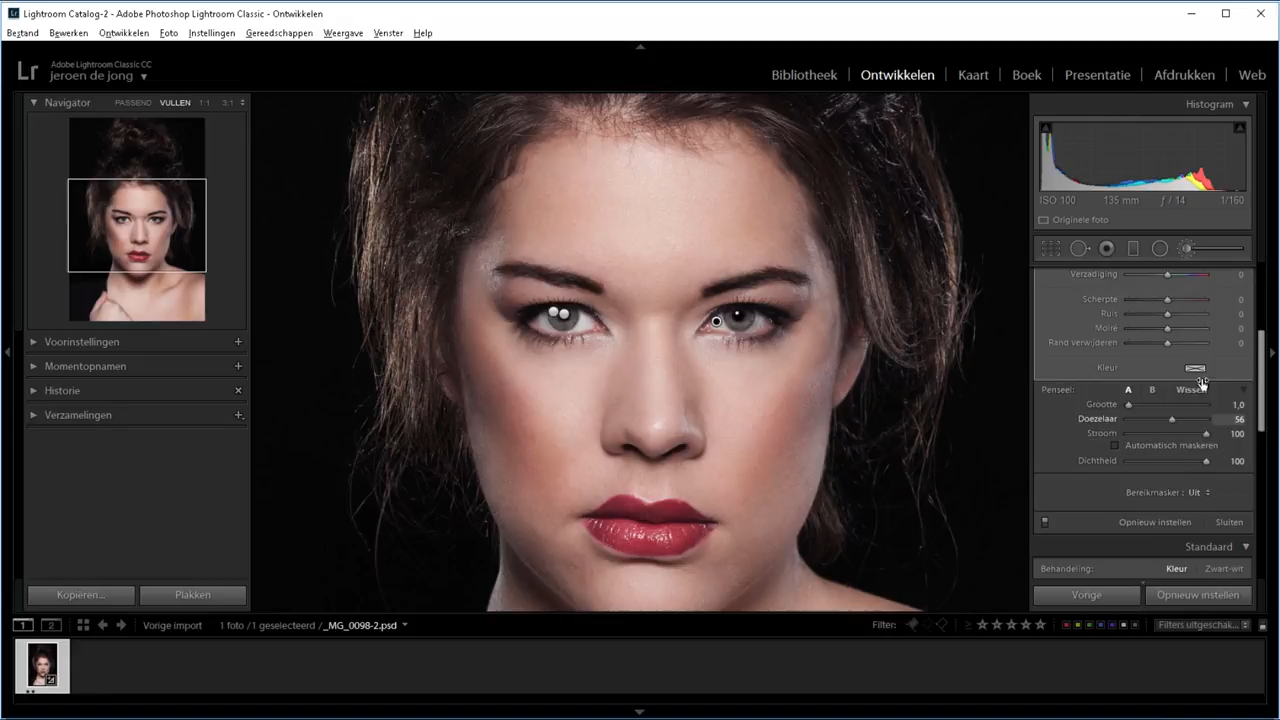 Lightroom Catalog-2 - Adobe Photoshop Lightroom Classic - Ontwikkelen
Bestand Bewerken Ontwikkelen Foto Instellingen Gereedschappen Weergave Venster Help
Lr Adobe Lightroom Classic CC
jeroen de jong
Bibliotheek Ontwikkelen Kaart Boek Presentatie Afdrukken Web
Navigator PASSEND VULLEN 1:1 3:1
Histogram
ISO 100 135 mm ƒ / 14 1/160
Originele foto
Verzadiging 0
Scherpte 0
Ruis 0
Moiré 0
Rand verwijderen 0
Kleur
Penseel: A B Wissen
Grootte 1,0
Doezelaar 56
Stroom 100
Automatisch maskeren
Dichtheid 100
Bereikmasker : Uit
Opnieuw instellen Sluiten
Standaard
Behandeling: Kleur Zwart-wit
Voorinstellingen
Momentopnamen
Historie
Verzamelingen
Kopiëren... Plakken
Vorige Opnieuw instellen
1 2 Vorige import 1 foto /1 geselecteerd /_MG_0098-2.psd Filter: Filters uitgeschak...